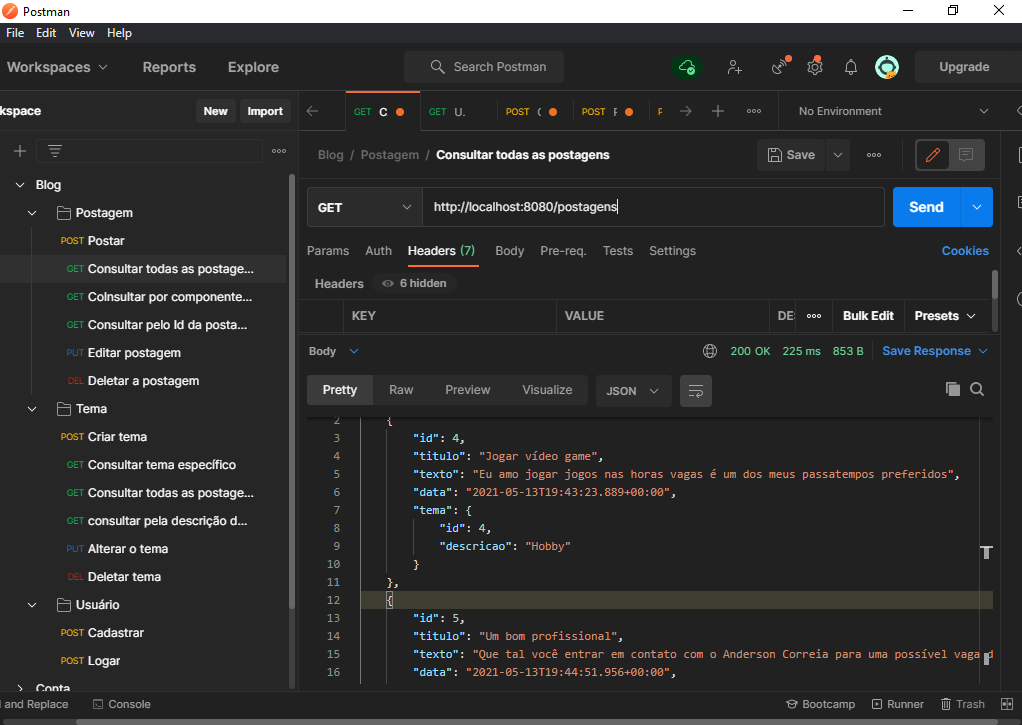 Postman
File Edit View Help
Workspaces Reports Explore Search Postman Upgrade
kspace New Import GET C GET U. POST POST No Environment
Blog / Postagem / Consultar todas as postagens Save
Blog
Postagem
GET http://localhost:8080/postagens Send
POST Postar
Params Auth Headers (7) Body Pre-req. Tests Settings Cookies
GET Consultar todas as postage...
Headers 6 hidden
GET Colnsultar por componente...
KEY VALUE DE Bulk Edit Presets
GET Consultar pelo Id da posta...
Body 200 OK 225 ms 853 B Save Response
PUT Editar postagem
DEL Deletar a postagem
Pretty Raw Preview Visualize JSON
Tema
POST Criar tema
GET Consultar tema específico
GET Consultar todas as postage...
GET consultar pela descrição d...
PUT Alterar o tema
DEL Deletar tema
Usuário
POST Cadastrar
POST Logar
Conta
2 {
3 "id": 4,
4 "titulo": "Jogar vídeo game",
5 "texto": "Eu amo jogar jogos nas horas vagas é um dos meus passatempos preferidos",
6 "data": "2021-05-13T19:43:23.889+00:00",
7 "tema": {
8 "id": 4,
9 "descricao": "Hobby"
10 }
11 },
12 {
13 "id": 5,
14 "titulo": "Um bom profissional",
15 "texto": "Que tal você entrar em contato com o Anderson Correia para uma possível vaga d
16 "data": "2021-05-13T19:44:51.956+00:00",
and Replace Console Bootcamp Runner Trash